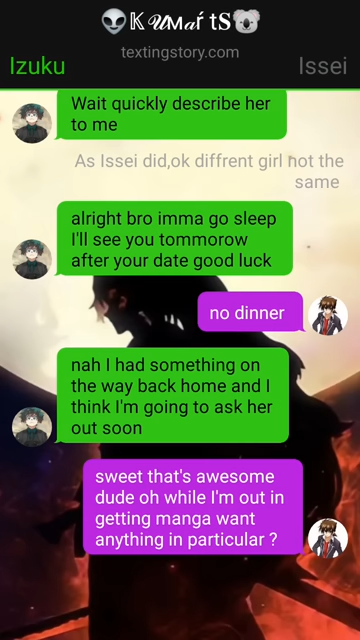 👽𝕂 𝓤ᴍᴀŕ tS🐨
textingstory.com
Izuku
Issei
Wait quickly describe her
to me
As Issei did,ok diffrent girl not the
same
alright bro imma go sleep
I'll see you tommorow
after your date good luck
no dinner
nah I had something on
the way back home and I
think I'm going to ask her
out soon
sweet that's awesome
dude oh while I'm out in
getting manga want
anything in particular ?